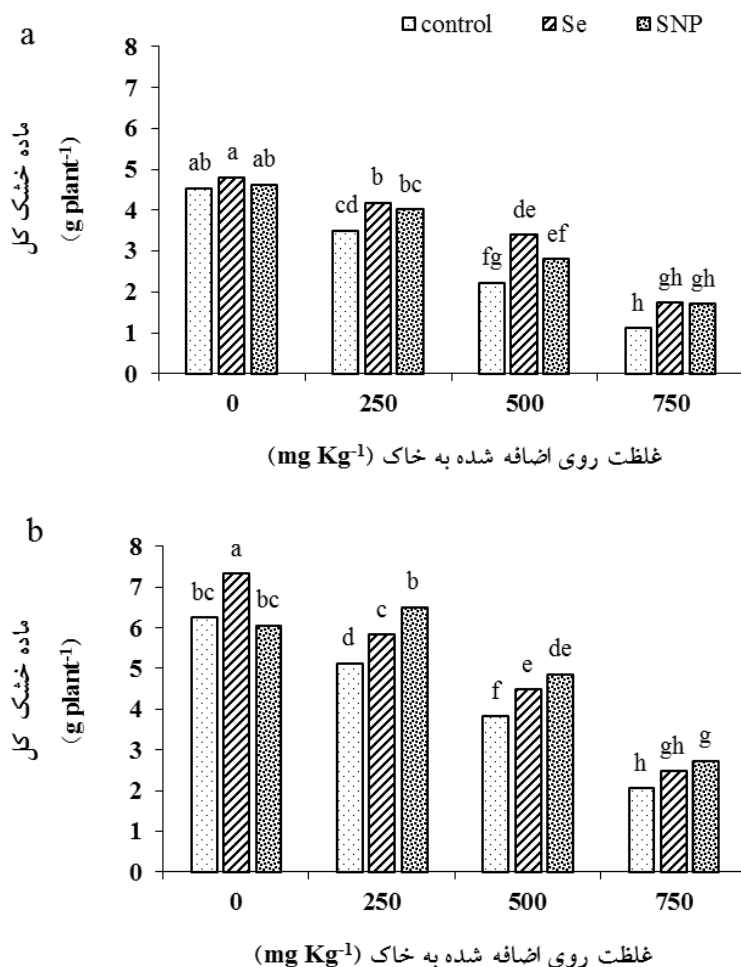 a
control Se SNP
ماده خشک کل
(g plant⁻¹)
8
7
6
5
4
3
2
1
0
ab a ab
cd b bc
fg de ef
h gh gh
0 250 500 750
غلظت روی اضافه شده به خاک (mg Kg⁻¹)
b
ماده خشک کل
(g plant⁻¹)
8
7
6
5
4
3
2
1
0
bc a bc
d c b
f e de
h gh g
0 250 500 750
غلظت روی اضافه شده به خاک (mg Kg⁻¹)